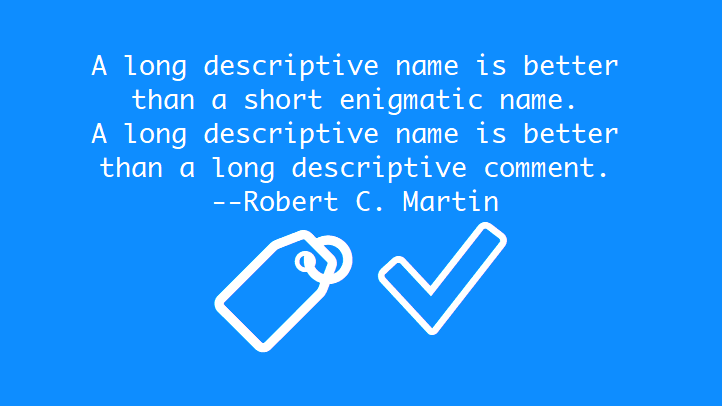 A long descriptive name is better
than a short enigmatic name.
A long descriptive name is better
than a long descriptive comment.
--Robert C. Martin